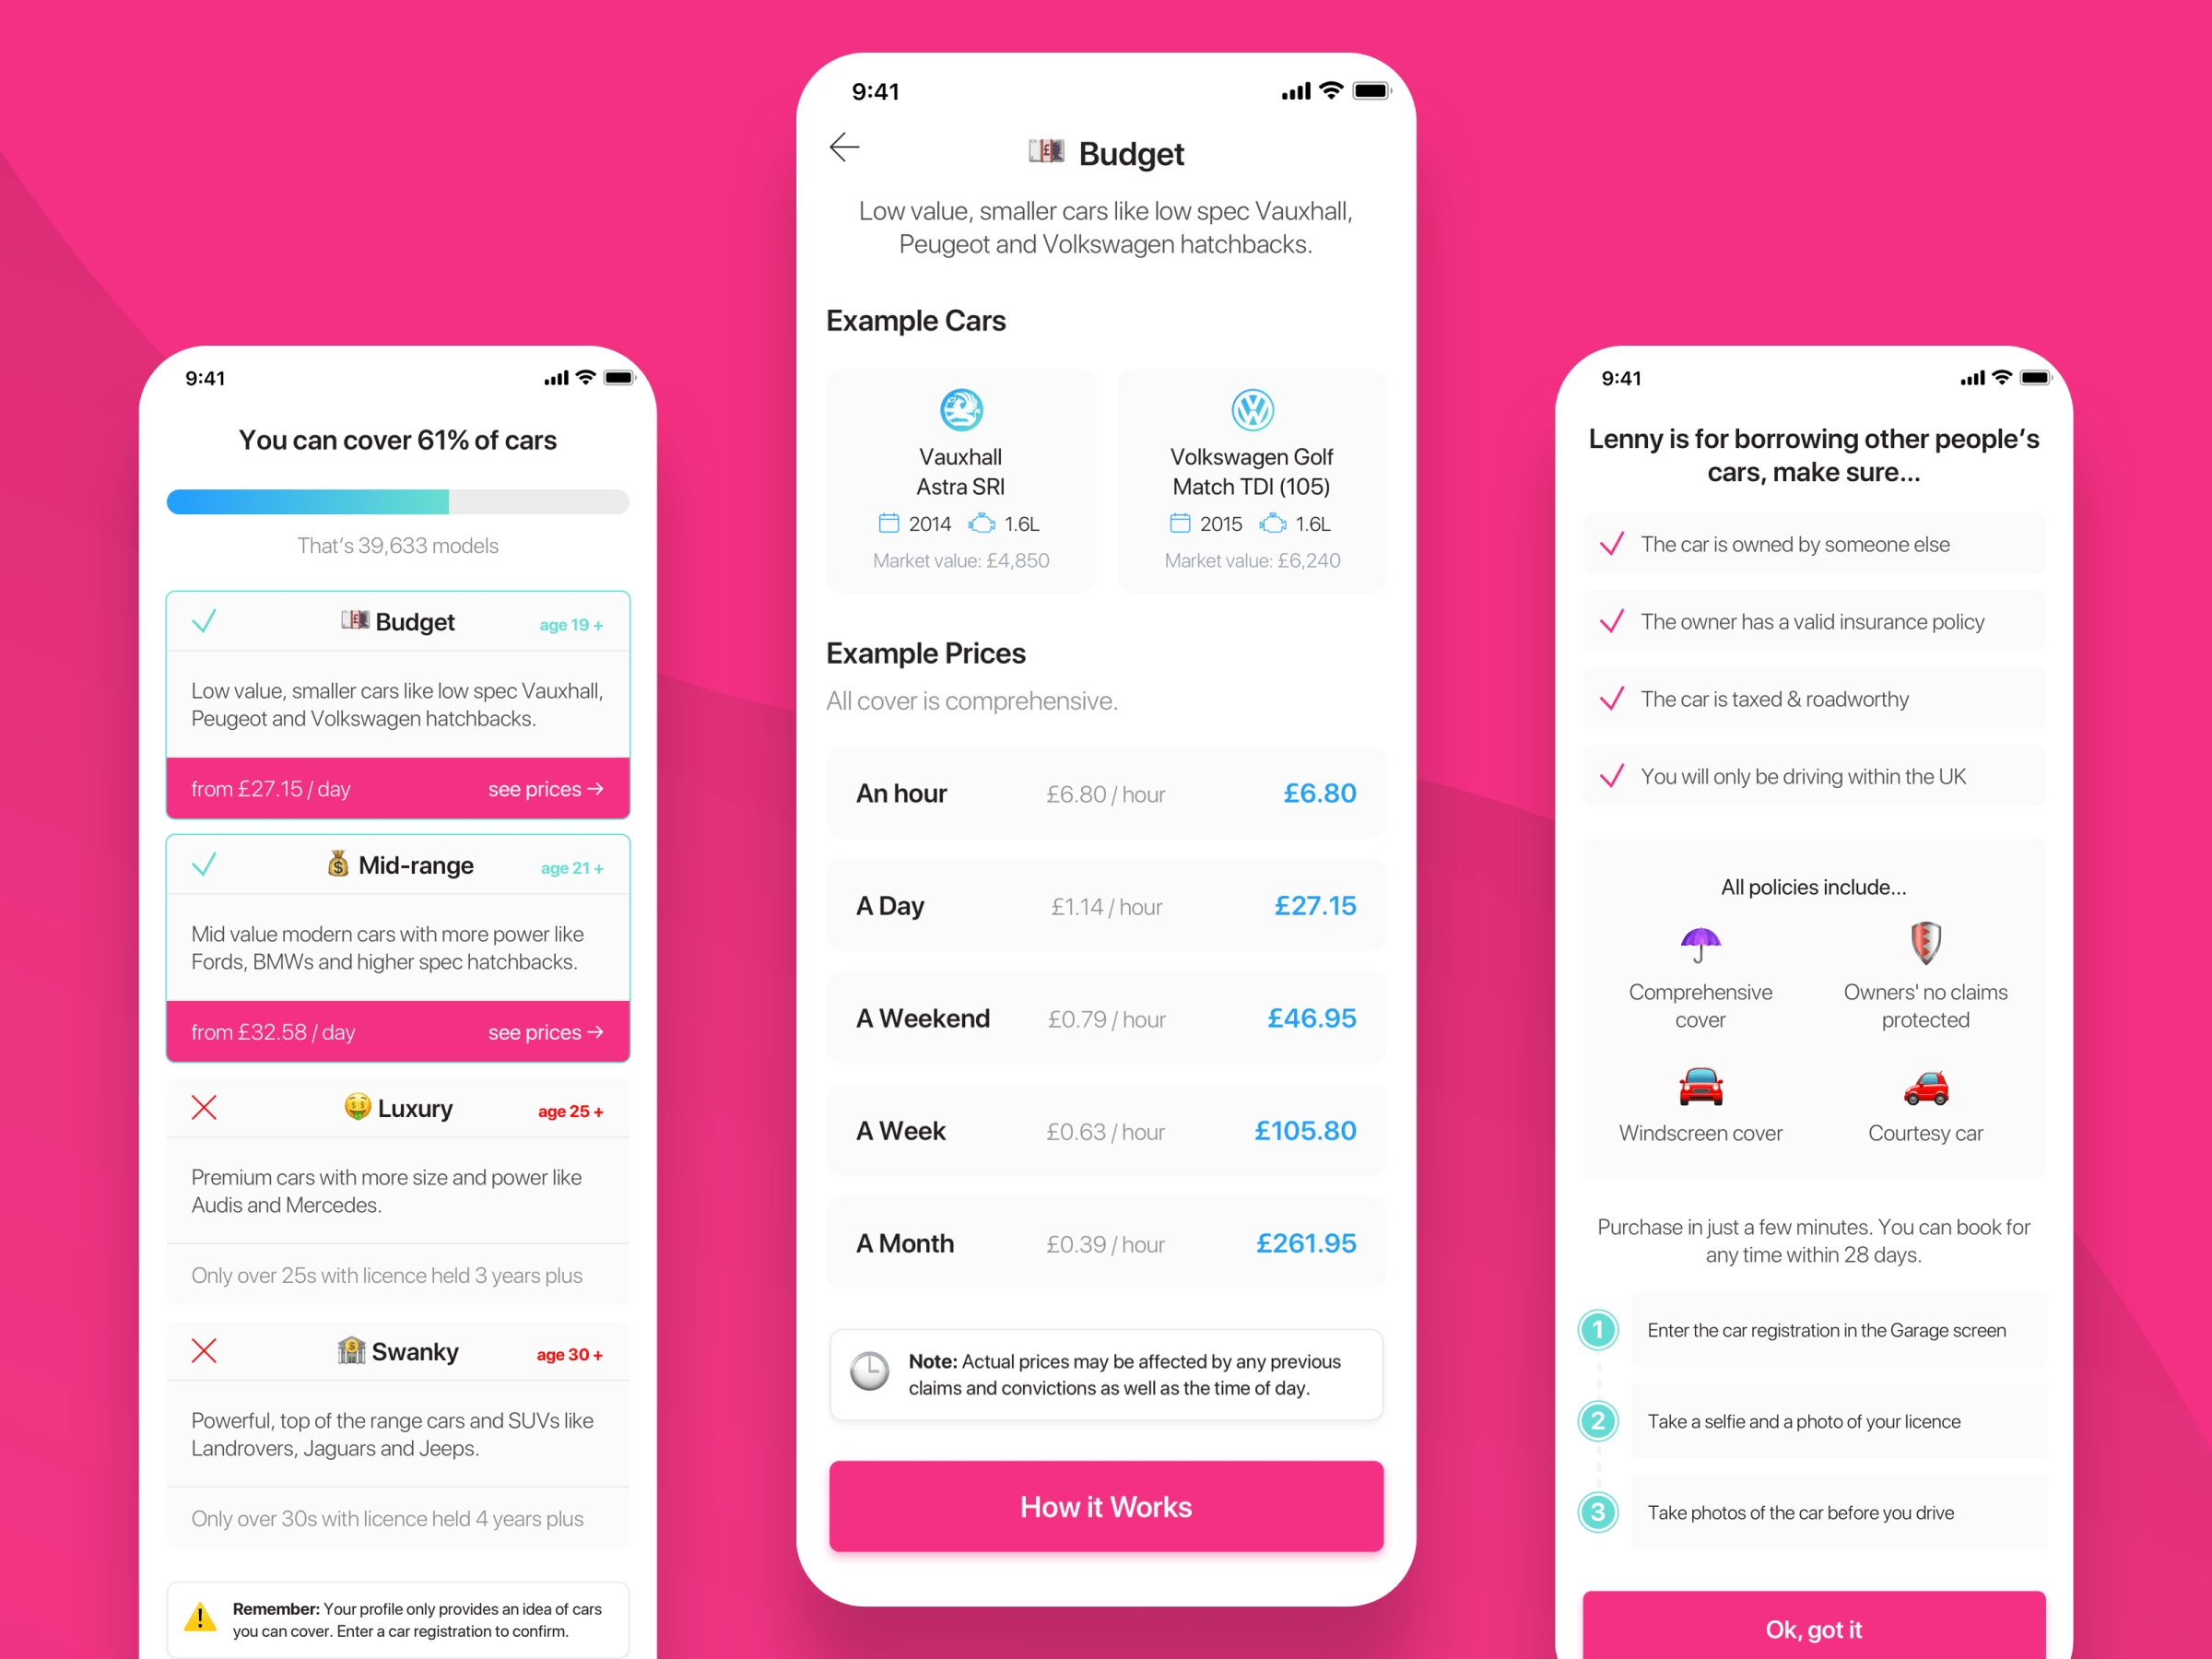 9:41
You can cover 61% of cars
That's 39,633 models
Budget
age 19 +
Low value, smaller cars like low spec Vauxhall,
Peugeot and Volkswagen hatchbacks.
from £27.15 / day
see prices →
Mid-range
age 21 +
Mid value modern cars with more power like
Fords, BMWs and higher spec hatchbacks.
from £32.58 / day
see prices →
Luxury
age 25 +
Premium cars with more size and power like
Audis and Mercedes.
Only over 25s with licence held 3 years plus
Swanky
age 30 +
Powerful, top of the range cars and SUVs like
Landrovers, Jaguars and Jeeps.
Only over 30s with licence held 4 years plus
Remember: Your profile only provides an idea of cars
you can cover. Enter a car registration to confirm.
9:41
Budget
Low value, smaller cars like low spec Vauxhall,
Peugeot and Volkswagen hatchbacks.
Example Cars
Vauxhall
Astra SRI
2014 1.6L
Market value: £4,850
Volkswagen Golf
Match TDI (105)
2015 1.6L
Market value: £6,240
Example Prices
All cover is comprehensive.
An hour £6.80 / hour £6.80
A Day £1.14 / hour £27.15
A Weekend £0.79 / hour £46.95
A Week £0.63 / hour £105.80
A Month £0.39 / hour £261.95
Note: Actual prices may be affected by any previous
claims and convictions as well as the time of day.
How it Works
9:41
Lenny is for borrowing other people's
cars, make sure...
The car is owned by someone else
The owner has a valid insurance policy
The car is taxed & roadworthy
You will only be driving within the UK
All policies include...
Comprehensive
cover
Owners' no claims
protected
Windscreen cover
Courtesy car
Purchase in just a few minutes. You can book for
any time within 28 days.
1 Enter the car registration in the Garage screen
2 Take a selfie and a photo of your licence
3 Take photos of the car before you drive
Ok, got it